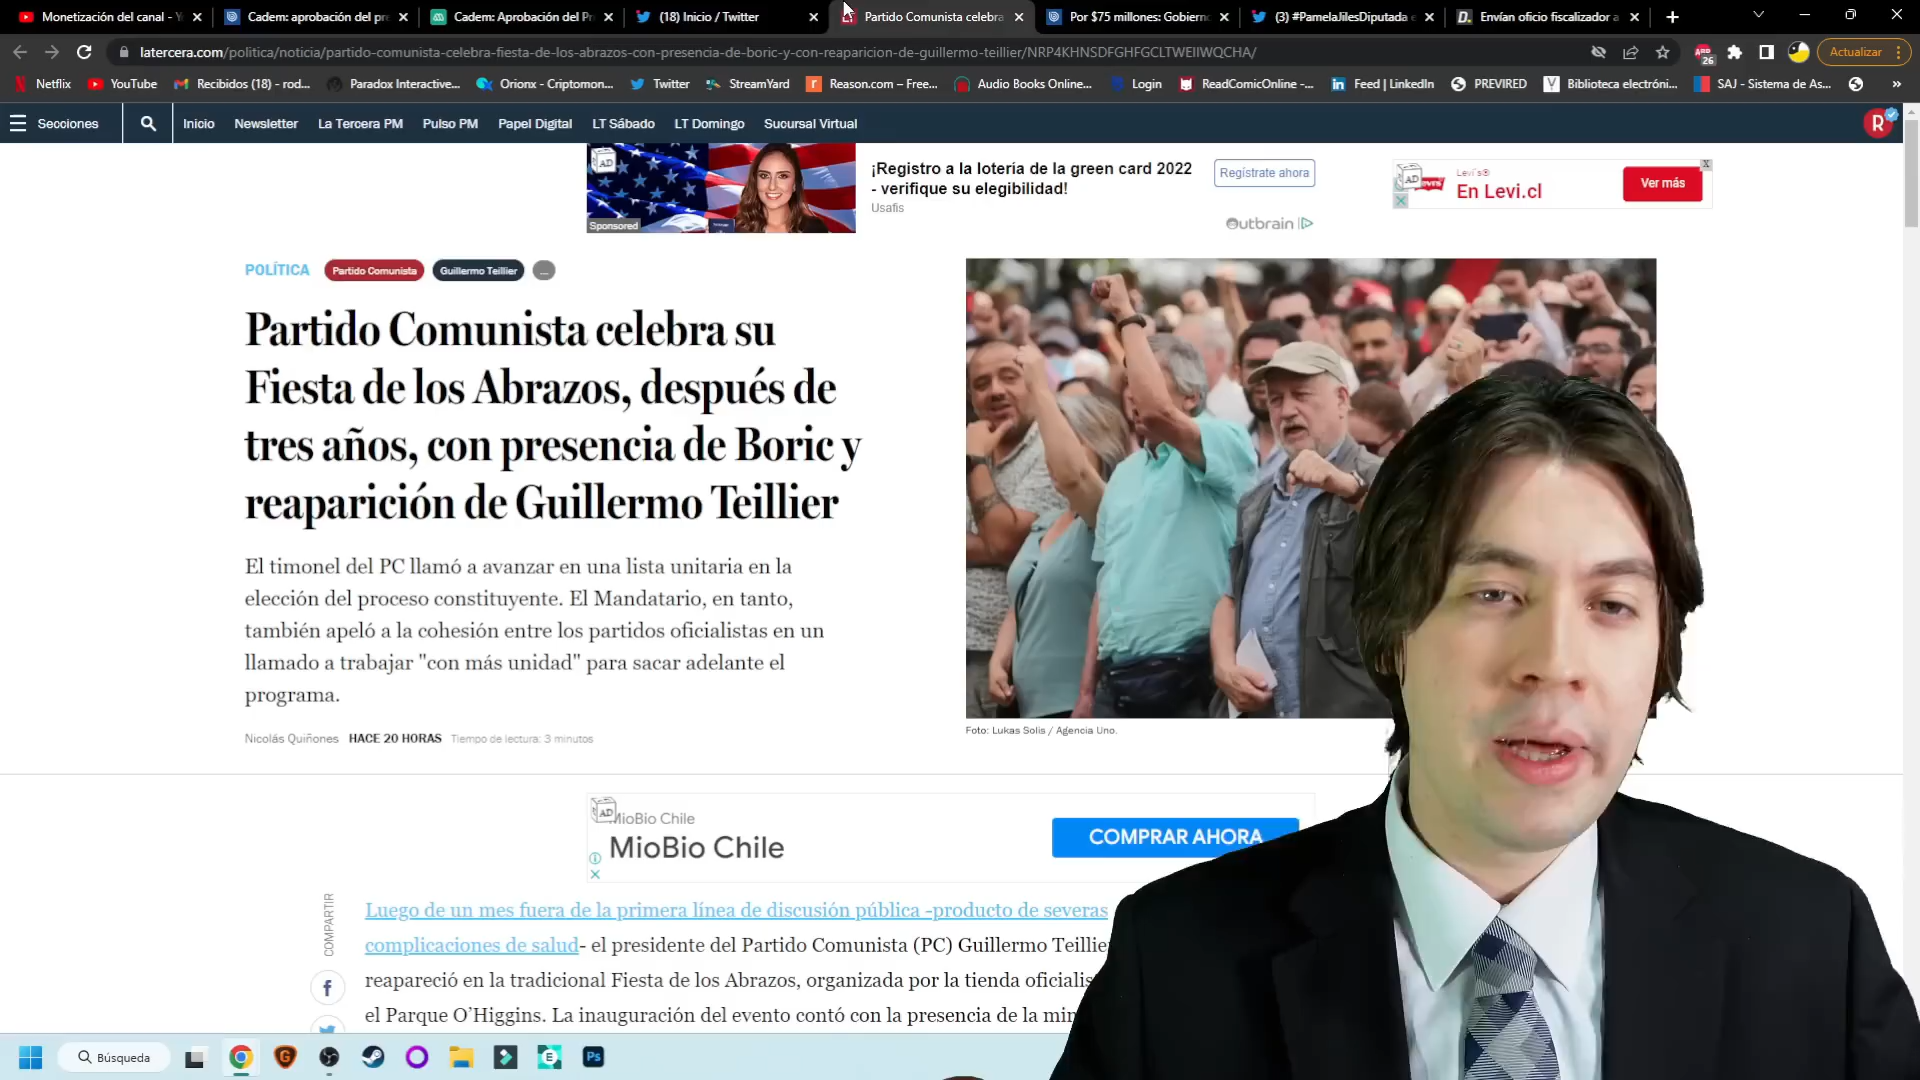 Monetización del canal - Y
Cadem: aprobación del pre
Cadem: Aprobación del Pr
(18) Inicio / Twitter
Partido Comunista celebra
Por $75 millones: Gobierno
(3) #PamelaJilesDiputada e
Envían oficio fiscalizador a
latercera.com/politica/noticia/partido-comunista-celebra-fiesta-de-los-abrazos-con-presencia-de-boric-y-con-reaparicion-de-guillermo-teillier/NRP4KHNSDFGHFGCLTWEIIWQCHA/
26
Actualizar
Netflix
YouTube
Recibidos (18) - rod...
Paradox Interactive...
Orionx - Criptomon...
Twitter
StreamYard
Reason.com – Free...
Audio Books Online...
Login
ReadComicOnline -...
Feed | LinkedIn
PREVIRED
Biblioteca electróni...
SAJ - Sistema de As...
Secciones
Inicio
Newsletter
La Tercera PM
Pulso PM
Papel Digital
LT Sábado
LT Domingo
Sucursal Virtual
R
AD
Sponsored
¡Registro a la lotería de la green card 2022
- verifique su elegibilidad!
Usafis
Regístrate ahora
outbrain
AD
Levi's®
En Levi.cl
Ver más
POLÍTICA
Partido Comunista
Guillermo Teillier
...
Partido Comunista celebra su
Fiesta de los Abrazos, después de
tres años, con presencia de Boric y
reaparición de Guillermo Teillier
El timonel del PC llamó a avanzar en una lista unitaria en la
elección del proceso constituyente. El Mandatario, en tanto,
también apeló a la cohesión entre los partidos oficialistas en un
llamado a trabajar "con más unidad" para sacar adelante el
programa.
Nicolás Quiñones HACE 20 HORAS Tiempo de lectura: 3 minutos
Foto: Lukas Solis / Agencia Uno.
AD
MioBio Chile
MioBio Chile
COMPRAR AHORA
COMPARTIR
Luego de un mes fuera de la primera línea de discusión pública -producto de severas
complicaciones de salud- el presidente del Partido Comunista (PC) Guillermo Teillie
reapareció en la tradicional Fiesta de los Abrazos, organizada por la tienda oficialis
el Parque O'Higgins. La inauguración del evento contó con la presencia de la min
Búsqueda
Ps